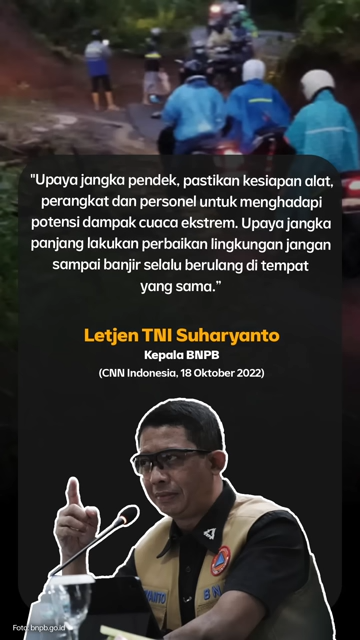 "Upaya jangka pendek, pastikan kesiapan alat,
perangkat dan personel untuk menghadapi
potensi dampak cuaca ekstrem. Upaya jangka
panjang lakukan perbaikan lingkungan jangan
sampai banjir selalu berulang di tempat
yang sama."
Letjen TNI Suharyanto
Kepala BNPB
(CNN Indonesia, 18 Oktober 2022)
Foto: bnpb.go.id